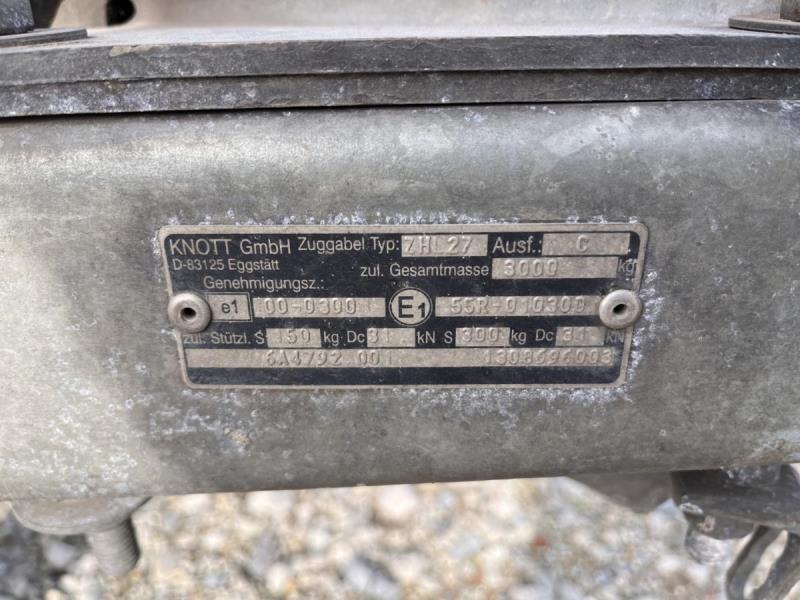 KNOTT GmbH Zuggabel Typ: ZH 27 Ausf.: C
D-83125 Eggstätt zul. Gesamtmasse 3000 kg
Genehmigungsz.:
e1 00-0300 E1 55R-010300
zul. Stützl. S 150 kg Dc 31 kN S 300 kg Dc 31 kN
6A4792.001 1308696003